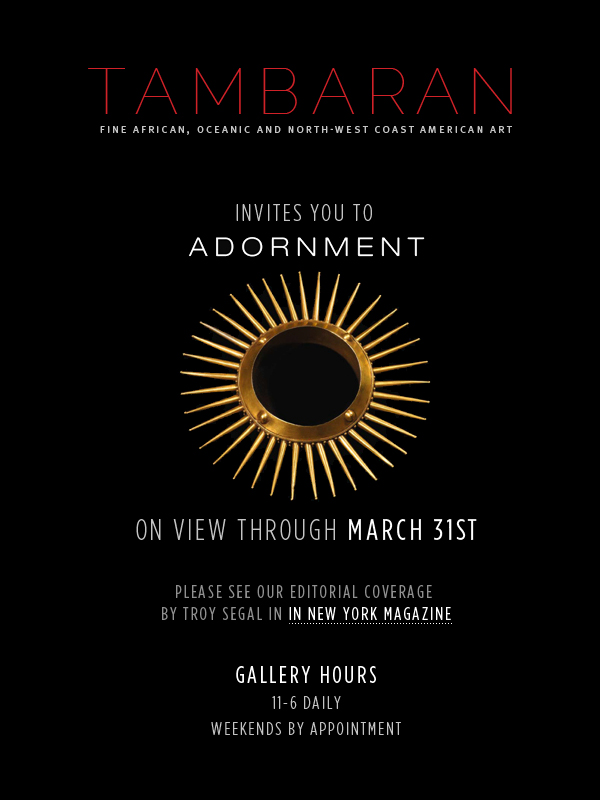 TAMBARAN
FINE AFRICAN, OCEANIC AND NORTH-WEST COAST AMERICAN ART
INVITES YOU TO
ADORNMENT
ON VIEW THROUGH MARCH 31ST
PLEASE SEE OUR EDITORIAL COVERAGE
BY TROY SEGAL IN IN NEW YORK MAGAZINE
GALLERY HOURS
11-6 DAILY
WEEKENDS BY APPOINTMENT